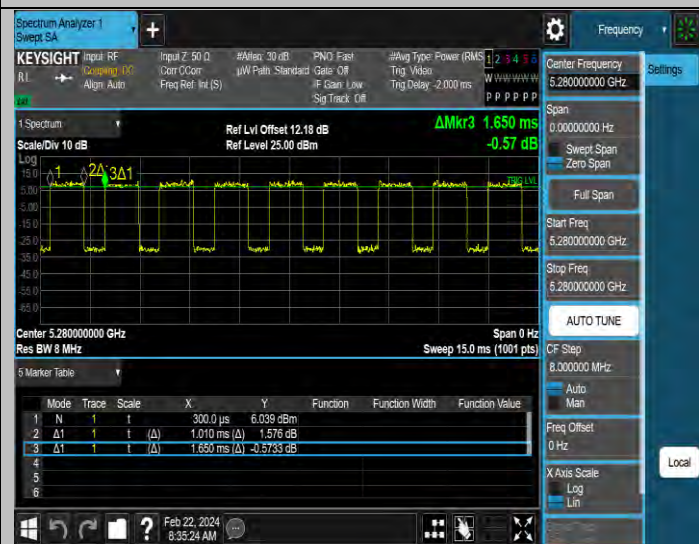 Spectrum Analyzer 1
Swept SA
Frequency
KEYSIGHT
Input: RF
Coupling: DC
Align: Auto
RL
Input Z: 50 Ω
Corr CCorr
Freq Ref: Int (S)
#Atten: 30 dB
µW Path: Standard
PNO: Fast
Gate: Off
IF Gain: Low
Sig Track: Off
#Avg Type: Power (RMS
Trig: Video
Trig Delay: -2.000 ms
1 2 3 4 5 6
W W W W W W
P P P P P P
1 Spectrum
Scale/Div 10 dB
Ref Lvl Offset 12.18 dB
Ref Level 25.00 dBm
ΔMkr3 1.650 ms
-0.57 dB
Log
15.0
5.00
-5.00
-15.0
-25.0
-35.0
-45.0
-55.0
-65.0
1
2Δ
3Δ1
TRIG LVL
Center 5.280000000 GHz
Res BW 8 MHz
Span 0 Hz
Sweep 15.0 ms (1001 pts)
5 Marker Table
Mode Trace Scale X Y Function Function Width Function Value
1 N 1 t 300.0 µs 6.039 dBm
2 Δ1 1 t (Δ) 1.010 ms (Δ) 1.576 dB
3 Δ1 1 t (Δ) 1.650 ms (Δ) -0.5733 dB
4
5
6
Feb 22, 2024
8:35:24 AM
Center Frequency
5.280000000 GHz
Settings
Span
0.00000000 Hz
Swept Span
Zero Span
Full Span
Start Freq
5.280000000 GHz
Stop Freq
5.280000000 GHz
AUTO TUNE
CF Step
8.000000 MHz
Auto
Man
Freq Offset
0 Hz
X Axis Scale
Log
Lin
Local